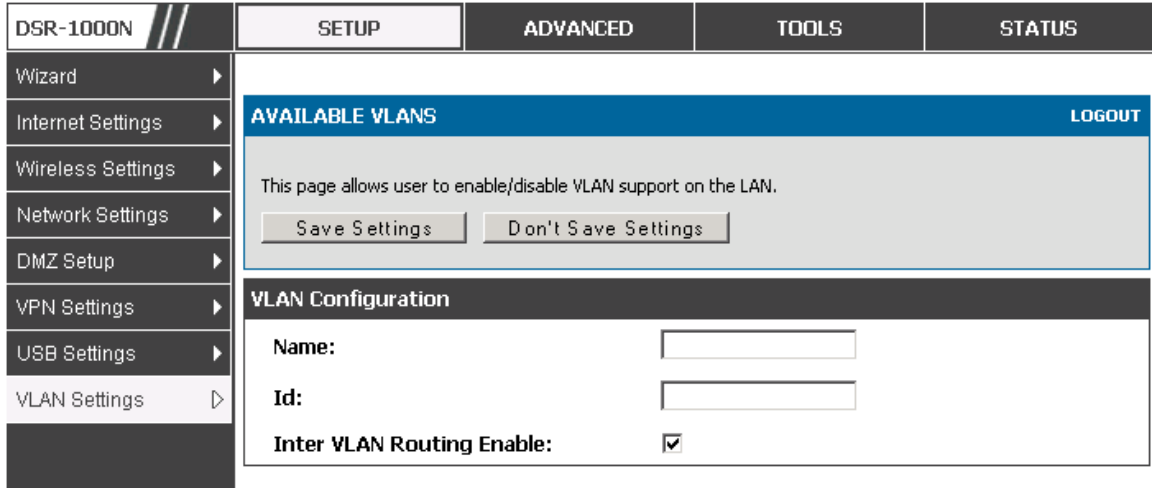 DSR-1000N
SETUP
ADVANCED
TOOLS
STATUS
Wizard
Internet Settings
Wireless Settings
Network Settings
DMZ Setup
VPN Settings
USB Settings
VLAN Settings
AVAILABLE VLANS
LOGOUT
This page allows user to enable/disable VLAN support on the LAN.
Save Settings
Don't Save Settings
VLAN Configuration
Name:
Id:
Inter VLAN Routing Enable: